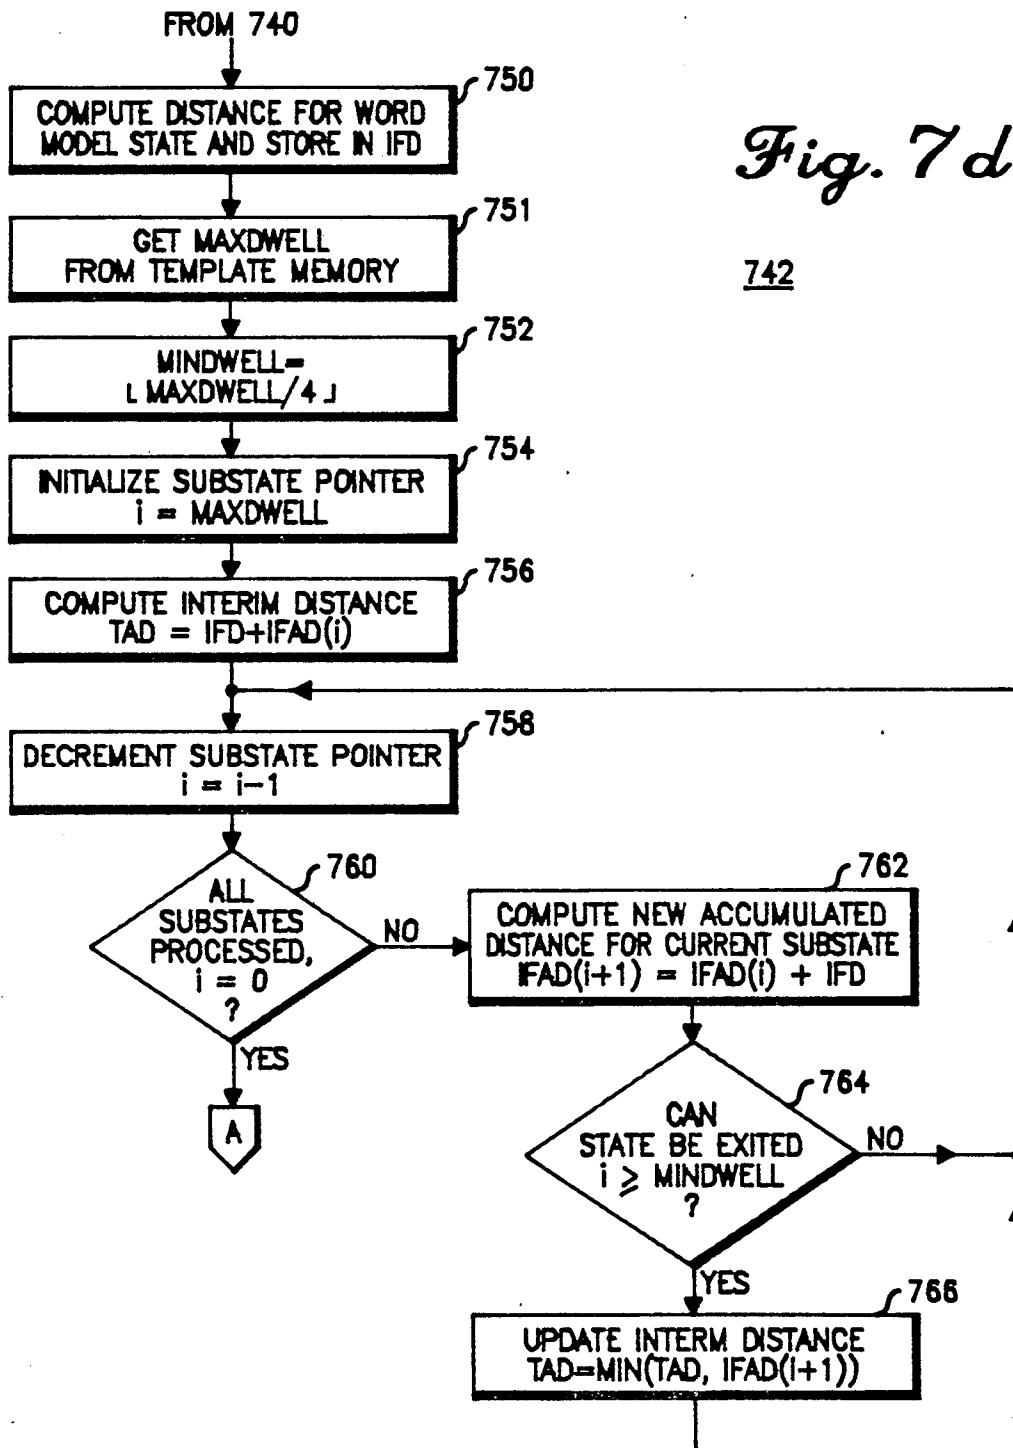 FROM 740
750
COMPUTE DISTANCE FOR WORD
MODEL STATE AND STORE IN IFD
Fig. 7d
751
GET MAXDWELL
FROM TEMPLATE MEMORY
742
752
MINDWELL=
⌊ MAXDWELL/4 ⌋
754
INITIALIZE SUBSTATE POINTER
i = MAXDWELL
756
COMPUTE INTERIM DISTANCE
TAD = IFD+IFAD(i)
758
DECREMENT SUBSTATE POINTER
i = i-1
760
ALL
SUBSTATES
PROCESSED,
i = 0
?
NO
YES
A
762
COMPUTE NEW ACCUMULATED
DISTANCE FOR CURRENT SUBSTATE
IFAD(i+1) = IFAD(i) + IFD
764
CAN
STATE BE EXITED
i ≥ MINDWELL
?
NO
YES
766
UPDATE INTERM DISTANCE
TAD=MIN(TAD, IFAD(i+1))